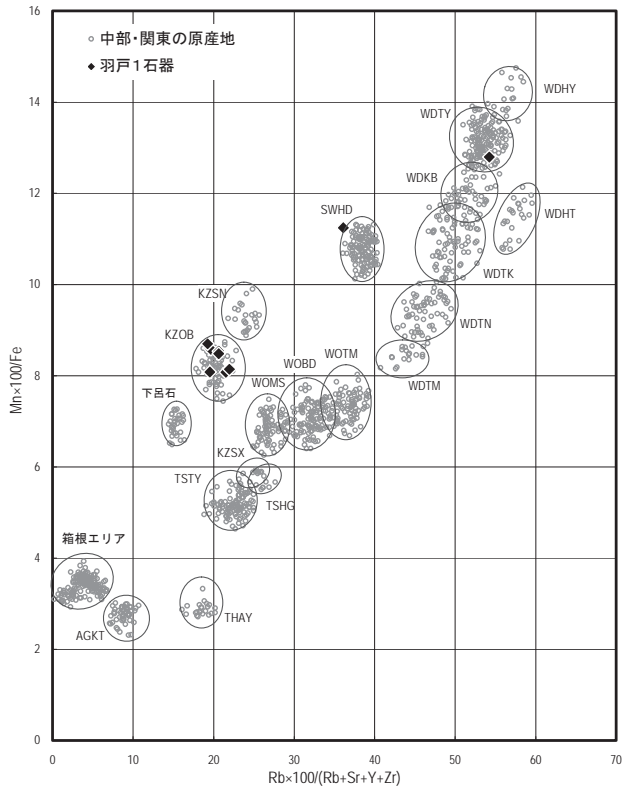 16
14
12
10
8
6
4
2
0
Mn×100/Fe
中部・関東の原産地
羽戸1石器
WDHY
WDTY
WDKB
WDHT
SWHD
WDTK
KZSN
WDTN
KZOB
WOTM
WOBD
WOMS
WDTM
下呂石
KZSX
TSTY
TSHG
箱根エリア
THAY
AGKT
0 10 20 30 40 50 60 70
Rb×100/(Rb+Sr+Y+Zr)